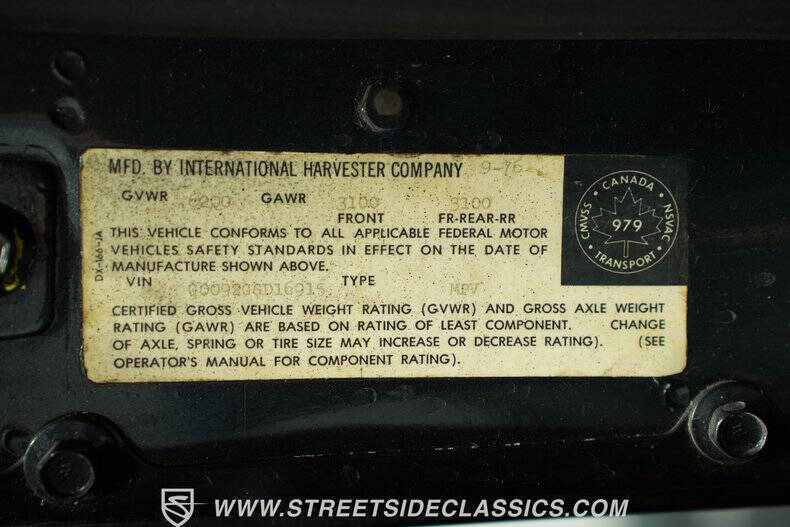 MFD. BY INTERNATIONAL HARVESTER COMPANY 9-76
GVWR 6200 GAWR 3100 3100
FRONT FR-REAR-RR
THIS VEHICLE CONFORMS TO ALL APPLICABLE FEDERAL MOTOR
VEHICLES SAFETY STANDARDS IN EFFECT ON THE DATE OF
MANUFACTURE SHOWN ABOVE.
VIN TYPE
MPV
CERTIFIED GROSS VEHICLE WEIGHT RATING (GVWR) AND GROSS AXLE WEIGHT
RATING (GAWR) ARE BASED ON RATING OF LEAST COMPONENT. CHANGE
OF AXLE, SPRING OR TIRE SIZE MAY INCREASE OR DECREASE RATING). (SEE
OPERATOR'S MANUAL FOR COMPONENT RATING).
DX-166-1A
CANADA
CMVSS
979
NSVAC
TRANSPORT
WWW.STREETSIDECLASSICS.COM